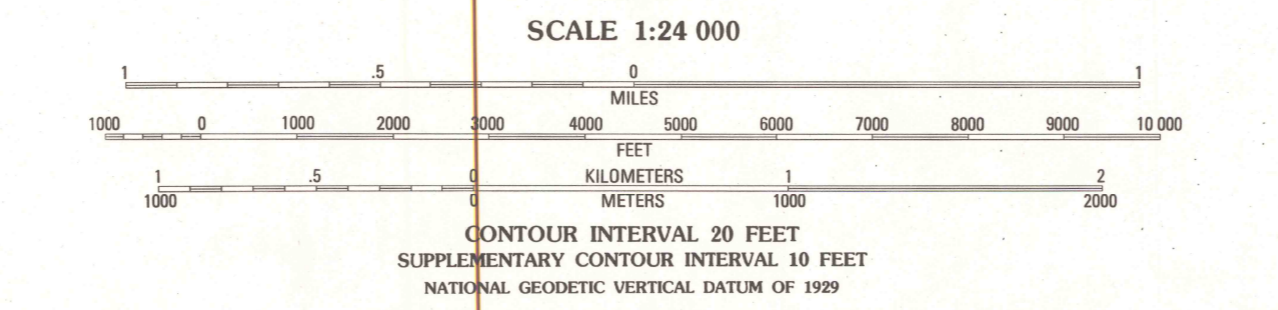 SCALE 1:24 000
1 .5 0 1
MILES
1000 0 1000 2000 3000 4000 5000 6000 7000 8000 9000 10 000
FEET
1 .5 0 KILOMETERS 1 2
1000 0 METERS 1000 2000
CONTOUR INTERVAL 20 FEET
SUPPLEMENTARY CONTOUR INTERVAL 10 FEET
NATIONAL GEODETIC VERTICAL DATUM OF 1929